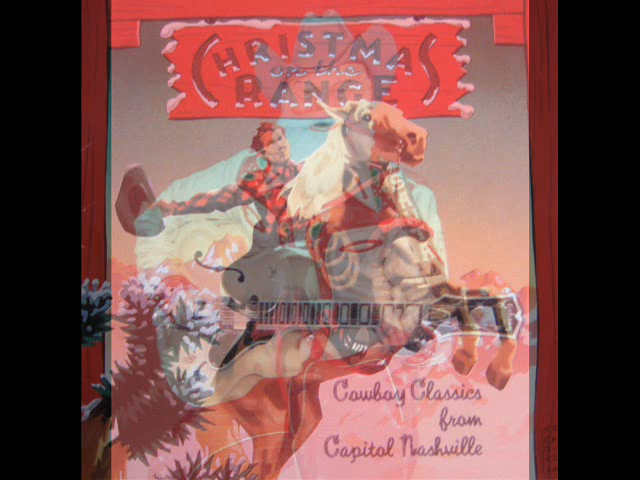 CHRISTMAS
on the
RANGE
Cowboy Classics
from
Capitol Nashville